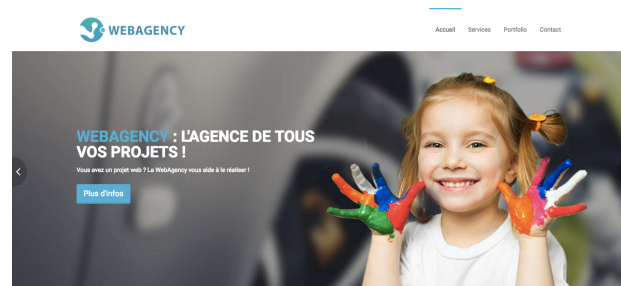 WEBAGENCY
Accueil Services Portfolio Contact
WEBAGENCY : L'AGENCE DE TOUS
VOS PROJETS !
Vous avez un projet web ? La WebAgency vous aide à le réaliser !
Plus d'infos